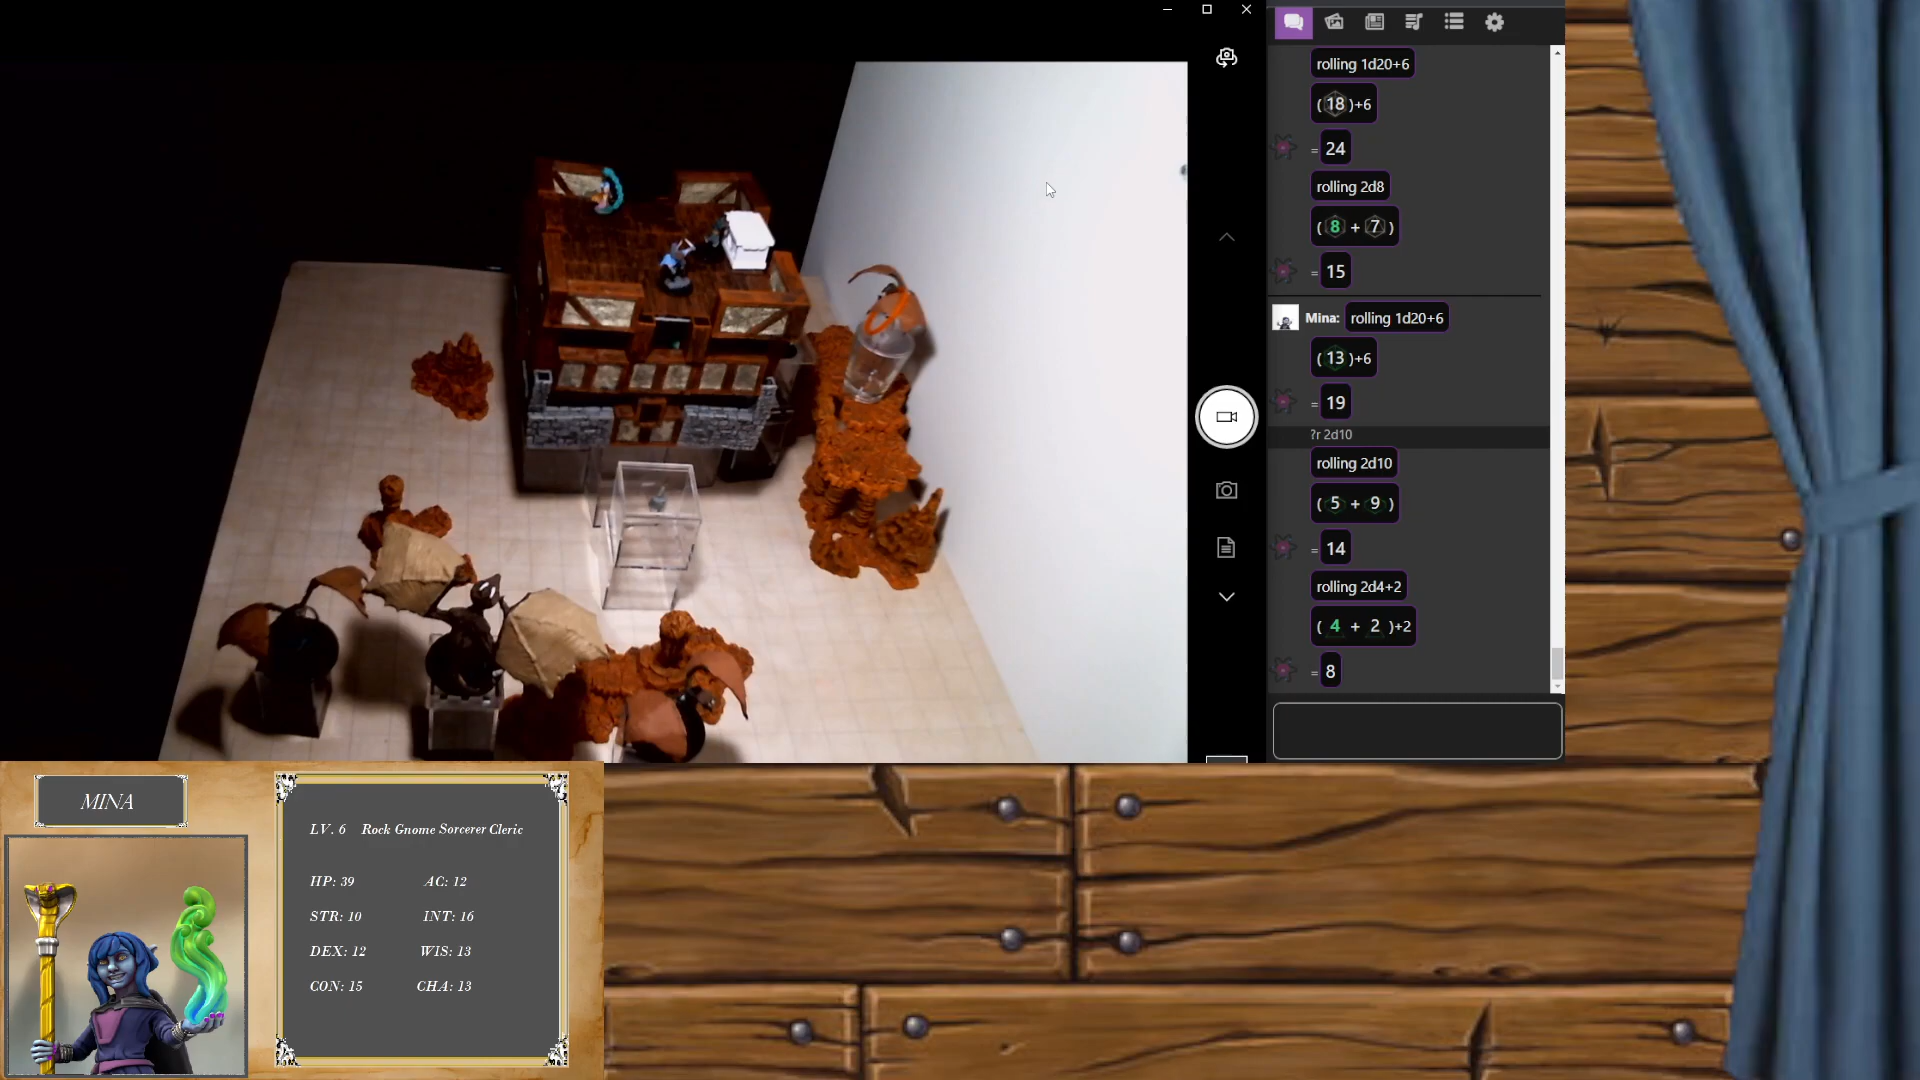 rolling 1d20+6
(18)+6
= 24
rolling 2d8
(8 + 7)
= 15
Mina: rolling 1d20+6
(13)+6
= 19
?r 2d10
rolling 2d10
(5 + 9)
= 14
rolling 2d4+2
(4 + 2)+2
= 8
MINA
LV. 6 Rock Gnome Sorcerer Cleric
HP: 39 AC: 12
STR: 10 INT: 16
DEX: 12 WIS: 13
CON: 15 CHA: 13